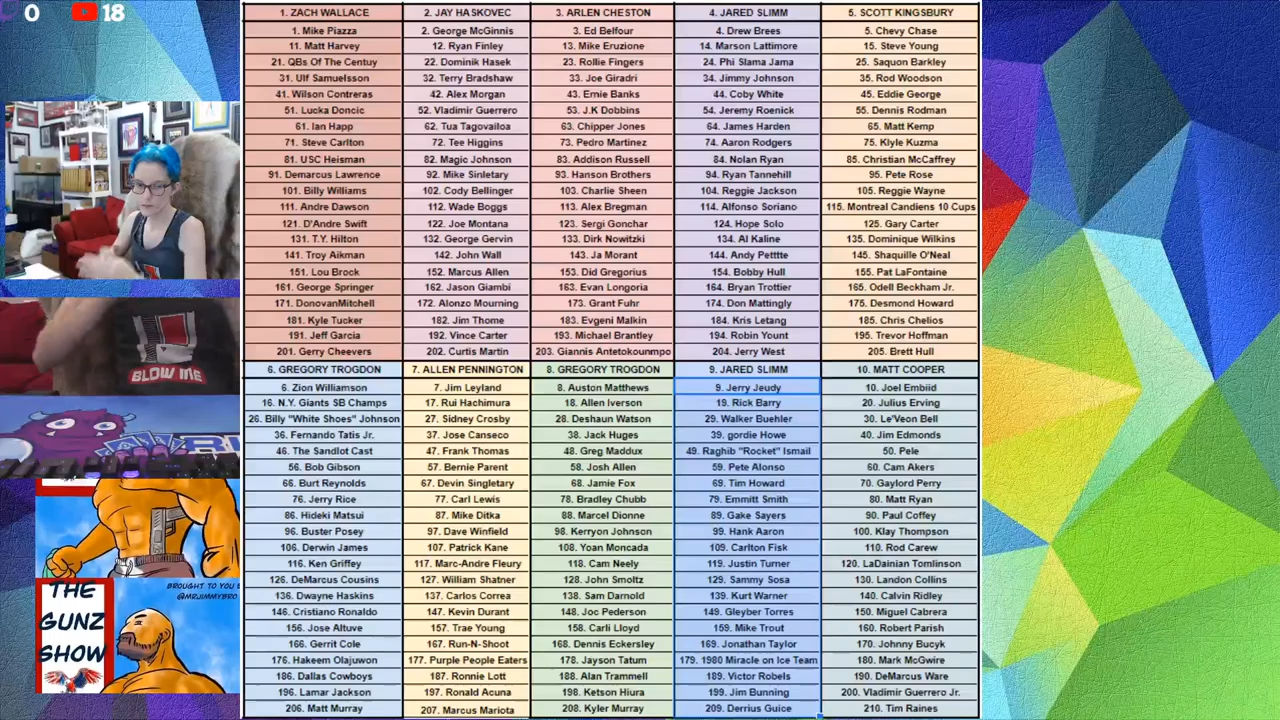 0 18
1. ZACH WALLACE 2. JAY HASKOVEC 3. ARLEN CHESTON 4. JARED SLIMM 5. SCOTT KINGSBURY
1. Mike Piazza 2. George McGinnis 3. Ed Belfour 4. Drew Brees 5. Chevy Chase
11. Matt Harvey 12. Ryan Finley 13. Mike Eruzione 14. Marson Lattimore 15. Steve Young
21. QBs Of The Centuy 22. Dominik Hasek 23. Rollie Fingers 24. Phi Slama Jama 25. Saquon Barkley
31. Ulf Samuelsson 32. Terry Bradshaw 33. Joe Giradri 34. Jimmy Johnson 35. Rod Woodson
41. Wilson Contreras 42. Alex Morgan 43. Ernie Banks 44. Coby White 45. Eddie George
51. Lucka Doncic 52. Vladimir Guerrero 53. J.K Dobbins 54. Jeremy Roenick 55. Dennis Rodman
61. Ian Happ 62. Tua Tagovailoa 63. Chipper Jones 64. James Harden 65. Matt Kemp
71. Steve Carlton 72. Tee Higgins 73. Pedro Martinez 74. Aaron Rodgers 75. Klyle Kuzma
81. USC Heisman 82. Magic Johnson 83. Addison Russell 84. Nolan Ryan 85. Christian McCaffrey
91. Demarcus Lawrence 92. Mike Sinletary 93. Hanson Brothers 94. Ryan Tannehill 95. Pete Rose
101. Billy Williams 102. Cody Bellinger 103. Charlie Sheen 104. Reggie Jackson 105. Reggie Wayne
111. Andre Dawson 112. Wade Boggs 113. Alex Bregman 114. Alfonso Soriano 115. Montreal Candiens 10 Cups
121. D'Andre Swift 122. Joe Montana 123. Sergi Gonchar 124. Hope Solo 125. Gary Carter
131. T.Y. Hilton 132. George Gervin 133. Dirk Nowitzki 134. Al Kaline 135. Dominique Wilkins
141. Troy Aikman 142. John Wall 143. Ja Morant 144. Andy Petttte 145. Shaquille O'Neal
151. Lou Brock 152. Marcus Allen 153. Did Gregorius 154. Bobby Hull 155. Pat LaFontaine
161. George Springer 162. Jason Giambi 163. Evan Longoria 164. Bryan Trottier 165. Odell Beckham Jr.
171. DonovanMitchell 172. Alonzo Mourning 173. Grant Fuhr 174. Don Mattingly 175. Desmond Howard
181. Kyle Tucker 182. Jim Thome 183. Evgeni Malkin 184. Kris Letang 185. Chris Chelios
191. Jeff Garcia 192. Vince Carter 193. Michael Brantley 194. Robin Yount 195. Trevor Hoffman
201. Gerry Cheevers 202. Curtis Martin 203. Giannis Antetokounmpo 204. Jerry West 205. Brett Hull
6. GREGORY TROGDON 7. ALLEN PENNINGTON 8. GREGORY TROGDON 9. JARED SLIMM 10. MATT COOPER
6. Zion Williamson 7. Jim Leyland 8. Auston Matthews 9. Jerry Jeudy 10. Joel Embiid
16. N.Y. Giants SB Champs 17. Rui Hachimura 18. Allen Iverson 19. Rick Barry 20. Julius Erving
26. Billy "White Shoes" Johnson 27. Sidney Crosby 28. Deshaun Watson 29. Walker Buehler 30. Le'Veon Bell
36. Fernando Tatis Jr. 37. Jose Canseco 38. Jack Huges 39. gordie Howe 40. Jim Edmonds
46. The Sandlot Cast 47. Frank Thomas 48. Greg Maddux 49. Raghib "Rocket" Ismail 50. Pele
56. Bob Gibson 57. Bernie Parent 58. Josh Allen 59. Pete Alonso 60. Cam Akers
66. Burt Reynolds 67. Devin Singletary 68. Jamie Fox 69. Tim Howard 70. Gaylord Perry
76. Jerry Rice 77. Carl Lewis 78. Bradley Chubb 79. Emmitt Smith 80. Matt Ryan
86. Hideki Matsui 87. Mike Ditka 88. Marcel Dionne 89. Gake Sayers 90. Paul Coffey
96. Buster Posey 97. Dave Winfield 98. Kerryon Johnson 99. Hank Aaron 100. Klay Thompson
106. Derwin James 107. Patrick Kane 108. Yoan Moncada 109. Carlton Fisk 110. Rod Carew
116. Ken Griffey 117. Marc-Andre Fleury 118. Cam Neely 119. Justin Turner 120. LaDainian Tomlinson
126. DeMarcus Cousins 127. William Shatner 128. John Smoltz 129. Sammy Sosa 130. Landon Collins
136. Dwayne Haskins 137. Carlos Correa 138. Sam Darnold 139. Kurt Warner 140. Calvin Ridley
146. Cristiano Ronaldo 147. Kevin Durant 148. Joc Pederson 149. Gleyber Torres 150. Miguel Cabrera
156. Jose Altuve 157. Trae Young 158. Carli Lloyd 159. Mike Trout 160. Robert Parish
166. Gerrit Cole 167. Run-N-Shoot 168. Dennis Eckersley 169. Jonathan Taylor 170. Johnny Bucyk
176. Hakeem Olajuwon 177. Purple People Eaters 178. Jayson Tatum 179. 1980 Miracle on Ice Team 180. Mark McGwire
186. Dallas Cowboys 187. Ronnie Lott 188. Alan Trammell 189. Victor Robels 190. DeMarcus Ware
196. Lamar Jackson 197. Ronald Acuna 198. Ketson Hiura 199. Jim Bunning 200. Vladimir Guerrero Jr.
206. Matt Murray 207. Marcus Mariota 208. Kyler Murray 209. Derrius Guice 210. Tim Raines
BLOW ME
THE
GUNZ
SHOW
BROUGHT TO YOU
@MRJIMMYBRO